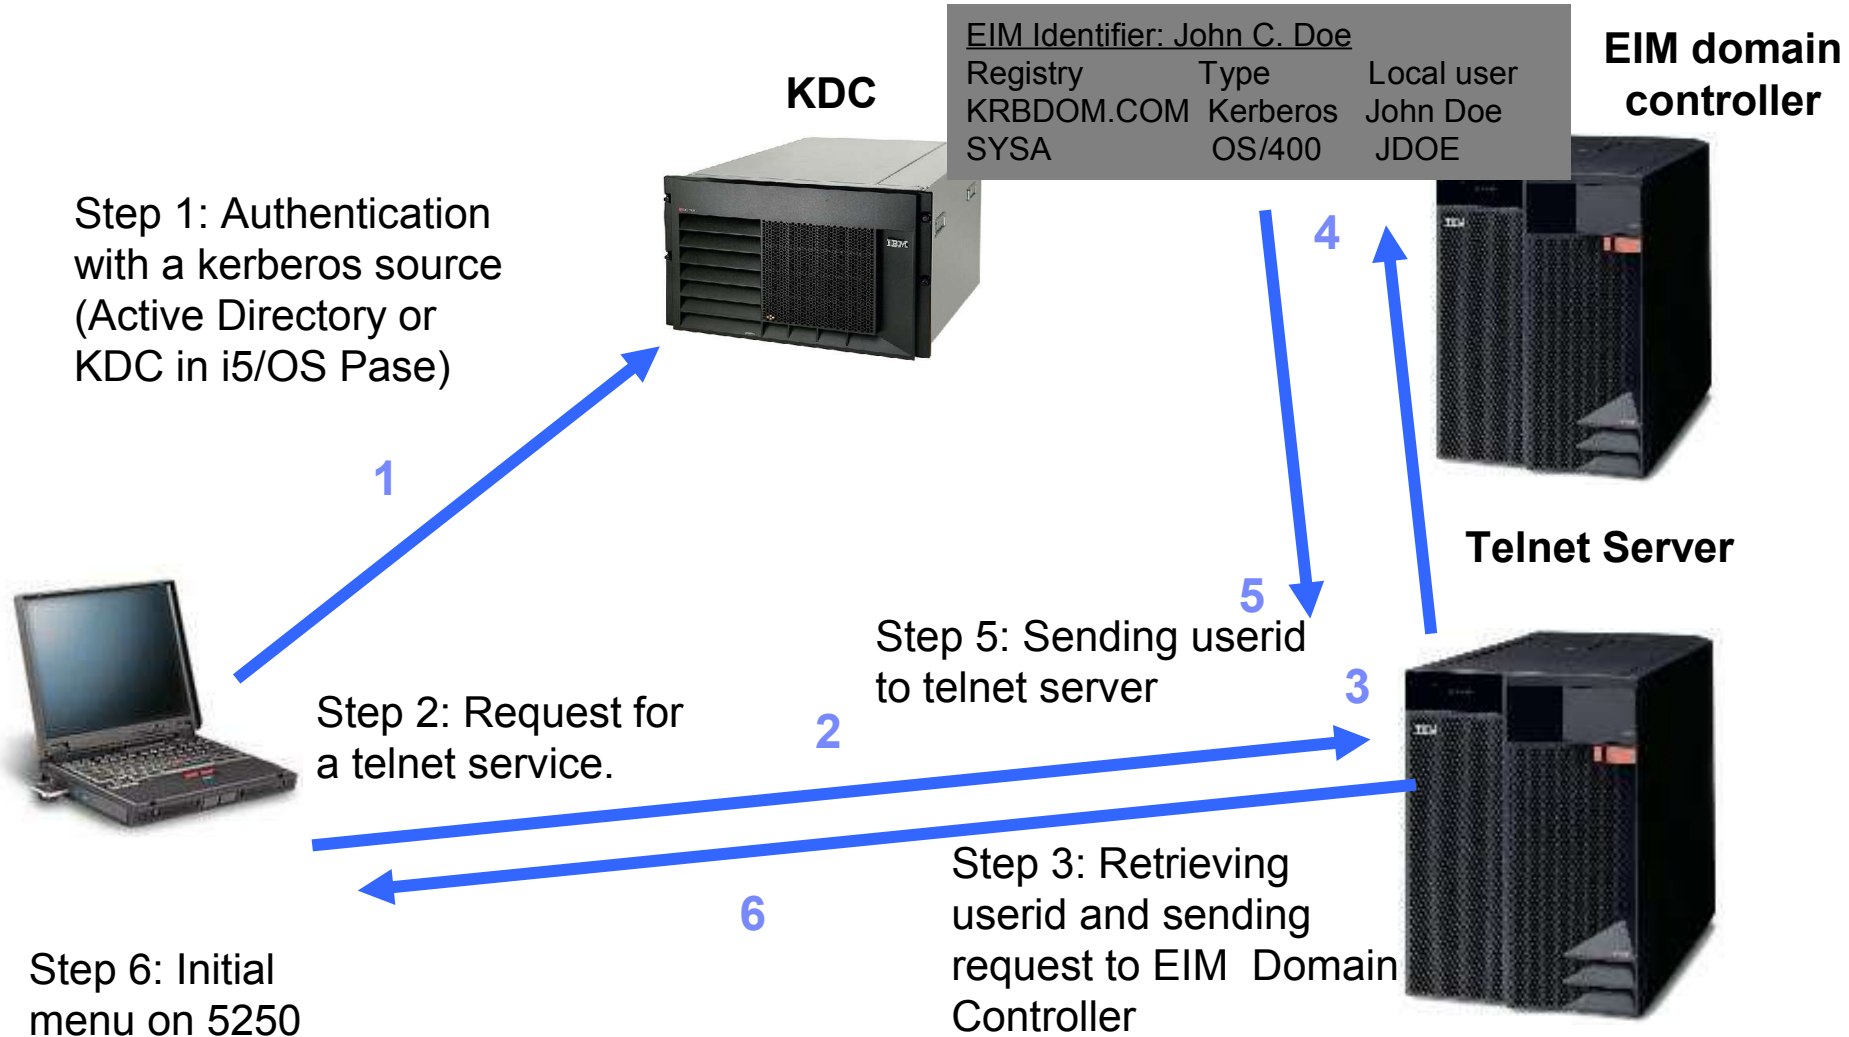 EIM Identifier: John C. Doe
Registry Type Local user
KRBDOM.COM Kerberos John Doe
SYSA OS/400 JDOE
EIM domain
controller
KDC
IBM
IBM
Step 1: Authentication
with a kerberos source
(Active Directory or
KDC in i5/OS Pase)
4
1
Telnet Server
5
Step 5: Sending userid
to telnet server
3
IBM
Step 2: Request for
a telnet service.
2
6
Step 3: Retrieving
userid and sending
request to EIM  Domain
Controller
Step 6: Initial
menu on 5250